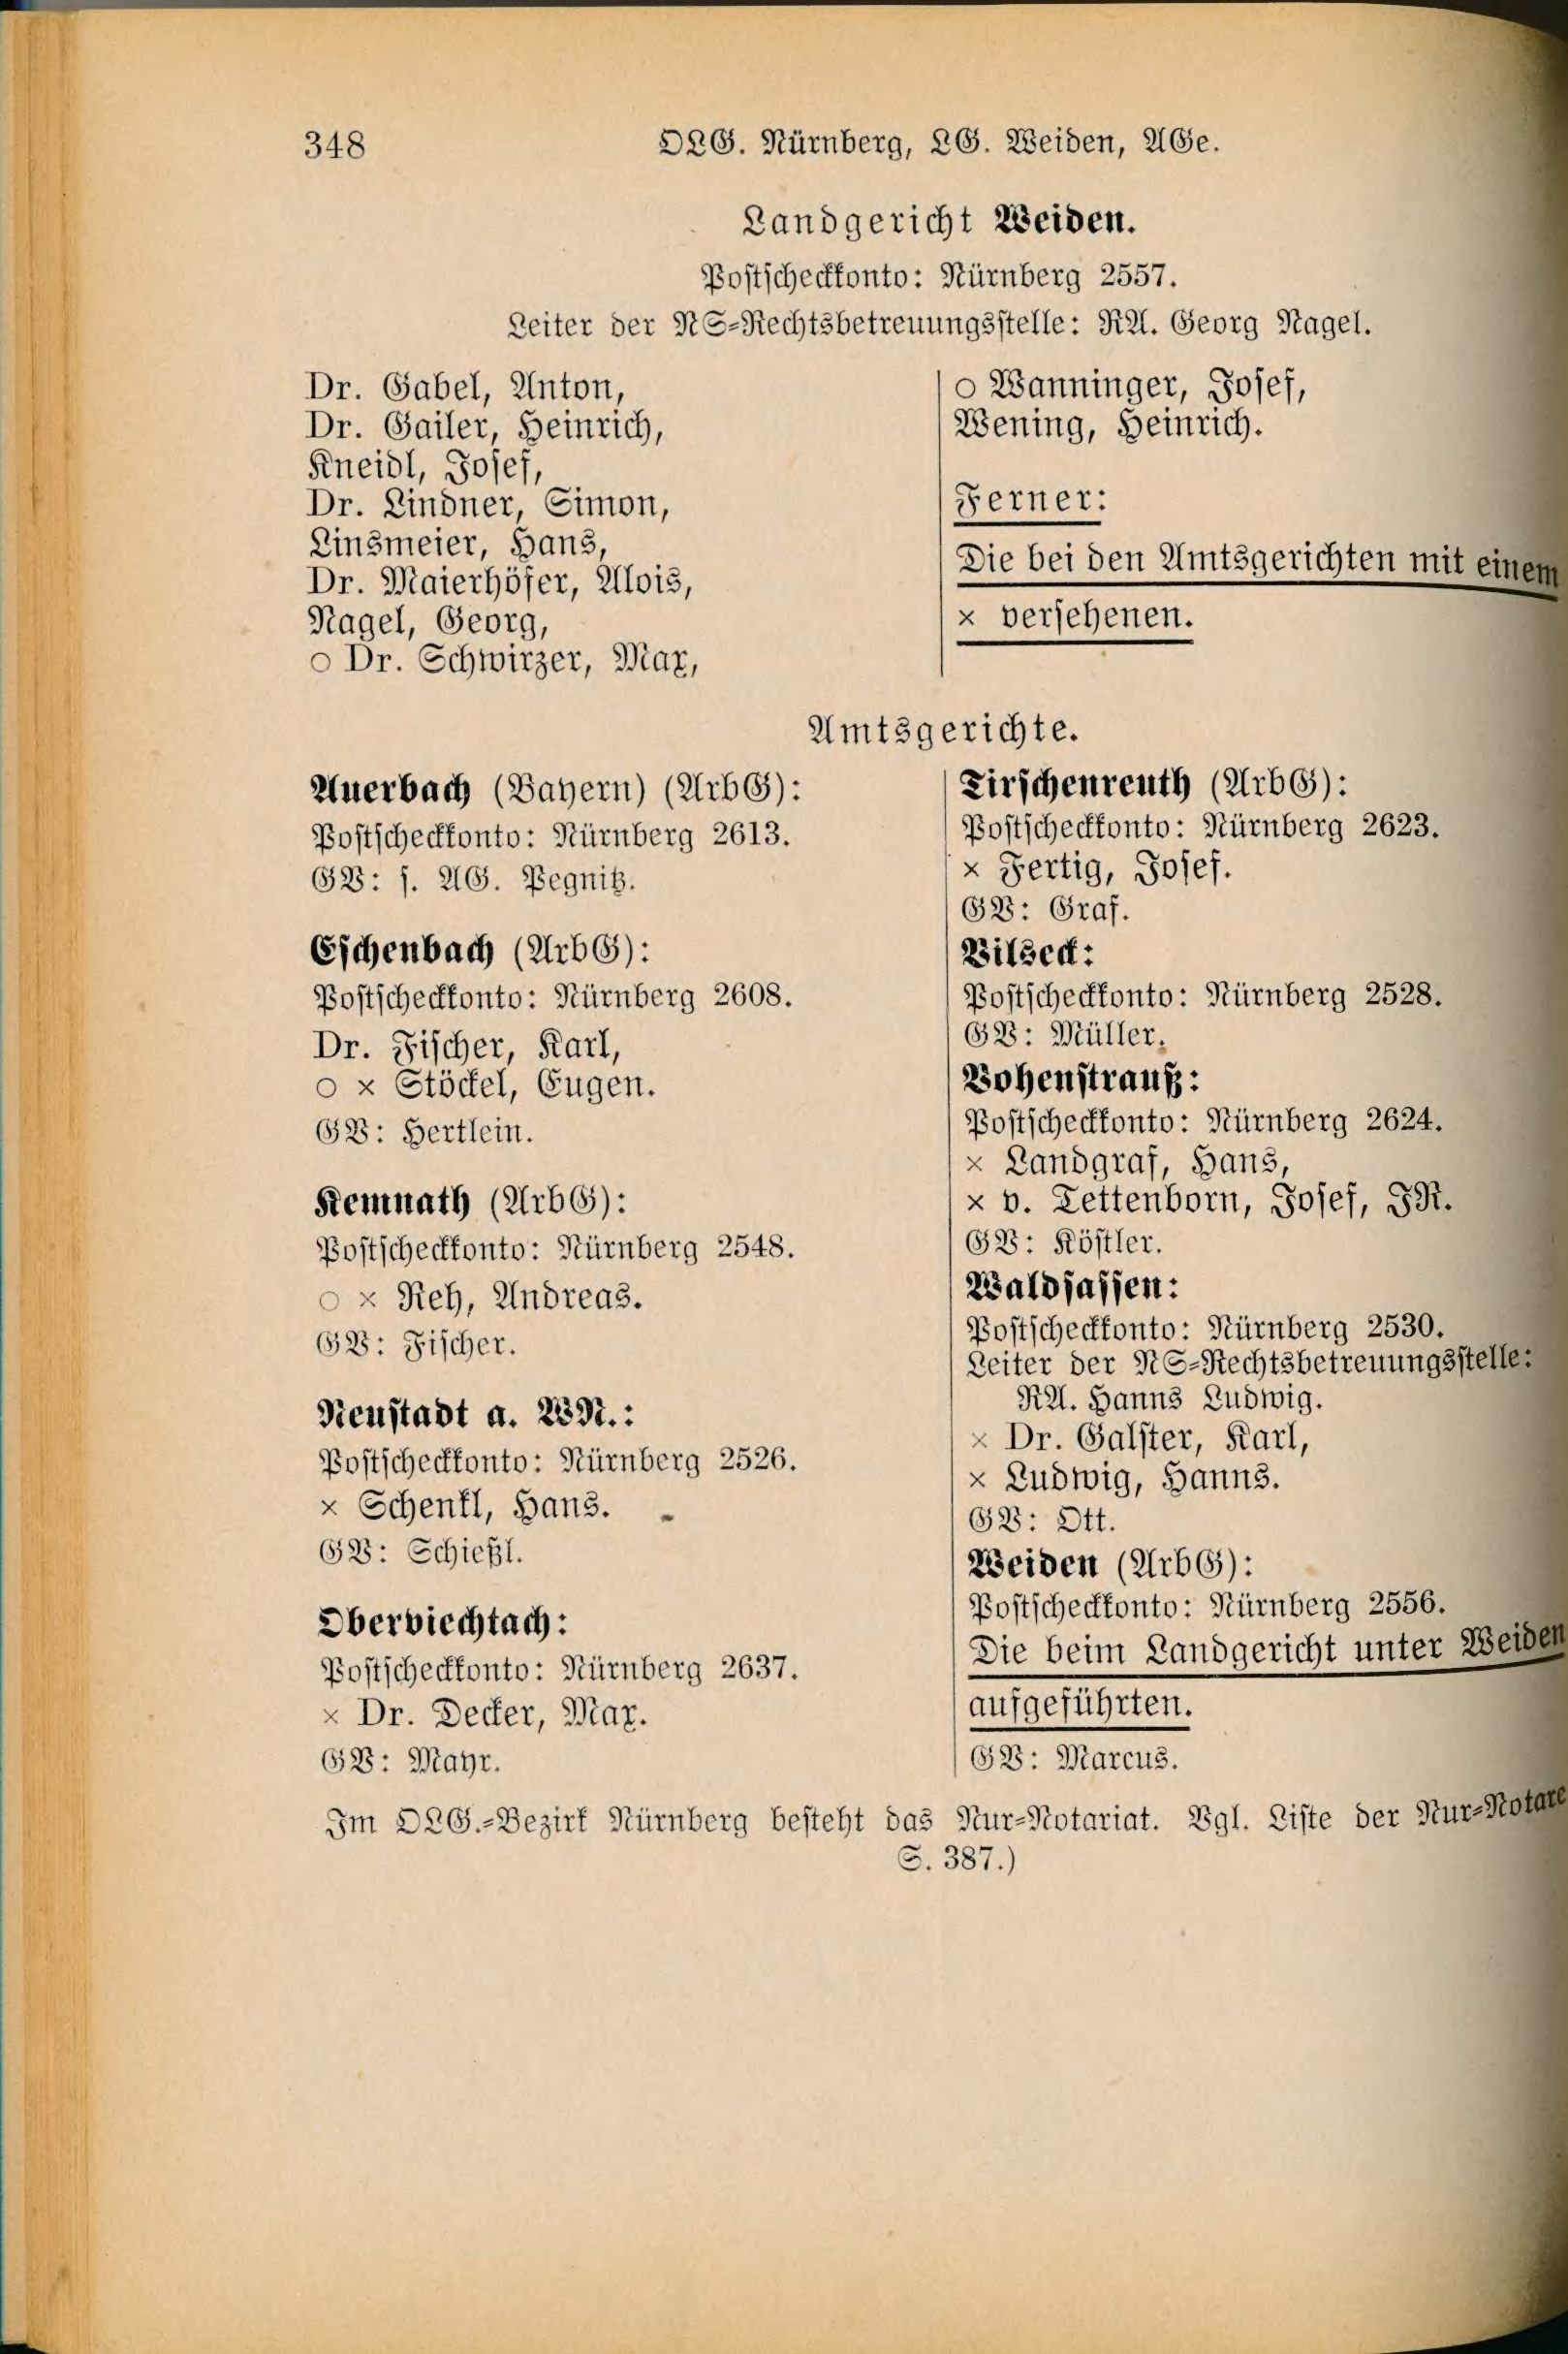 348
OLG. Nürnberg, LG. Weiden, AGe.
Landgericht Weiden.
Postscheckkonto: Nürnberg 2557.
Leiter der NS-Rechtsbetreuungsstelle: RA. Georg Nagel.
Dr. Gabel, Anton,
Dr. Gailer, Heinrich,
Kneidl, Josef,
Dr. Lindner, Simon,
Linsmeier, Hans,
Dr. Maierhöfer, Alois,
Nagel, Georg,
○ Dr. Schwirzer, Max,
○ Wanninger, Josef,
Wening, Heinrich.
Ferner:
Die bei den Amtsgerichten mit einem
× versehenen.
Amtsgerichte.
Auerbach (Bayern) (ArbG):
Postscheckkonto: Nürnberg 2613.
GV: s. AG. Pegnitz.
Eschenbach (ArbG):
Postscheckkonto: Nürnberg 2608.
Dr. Fischer, Karl,
○ × Stöckel, Eugen.
GV: Hertlein.
Kemnath (ArbG):
Postscheckkonto: Nürnberg 2548.
○ × Reh, Andreas.
GV: Fischer.
Neustadt a. WN.:
Postscheckkonto: Nürnberg 2526.
× Schenkl, Hans.
GV: Schießl.
Oberviechtach:
Postscheckkonto: Nürnberg 2637.
× Dr. Decker, Max.
GV: Mayr.
Tirschenreuth (ArbG):
Postscheckkonto: Nürnberg 2623.
× Fertig, Josef.
GV: Graf.
Vilseck:
Postscheckkonto: Nürnberg 2528.
GV: Müller.
Vohenstrauß:
Postscheckkonto: Nürnberg 2624.
× Landgraf, Hans,
× v. Tettenborn, Josef, JR.
GV: Köstler.
Waldsassen:
Postscheckkonto: Nürnberg 2530.
Leiter der NS-Rechtsbetreuungsstelle:
RA. Hanns Ludwig.
× Dr. Galster, Karl,
× Ludwig, Hanns.
GV: Ott.
Weiden (ArbG):
Postscheckkonto: Nürnberg 2556.
Die beim Landgericht unter Weiden
aufgeführten.
GV: Marcus.
Im OLG.-Bezirk Nürnberg besteht das Nur-Notariat. Vgl. Liste der Nur-Notare
S. 387.)